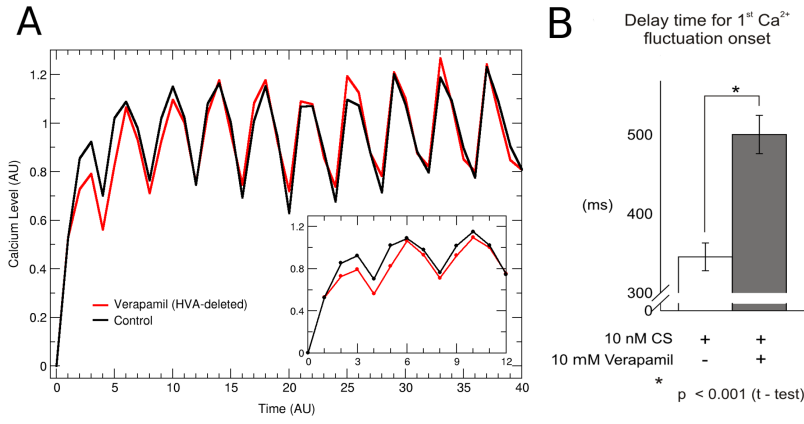 A
Calcium Level (AU)
1.2
1
0.8
0.6
0.4
0.2
0
0 5 10 15 20 25 30 35 40
Time (AU)
Verapamil (HVA-deleted)
Control
1.2
0.8
0.4
0
0 3 6 9 12
B
Delay time for 1st Ca2+
fluctuation onset
*
500
(ms)
400
300
0
10 nM CS + +
10 mM Verapamil - +
* p < 0.001 (t - test)